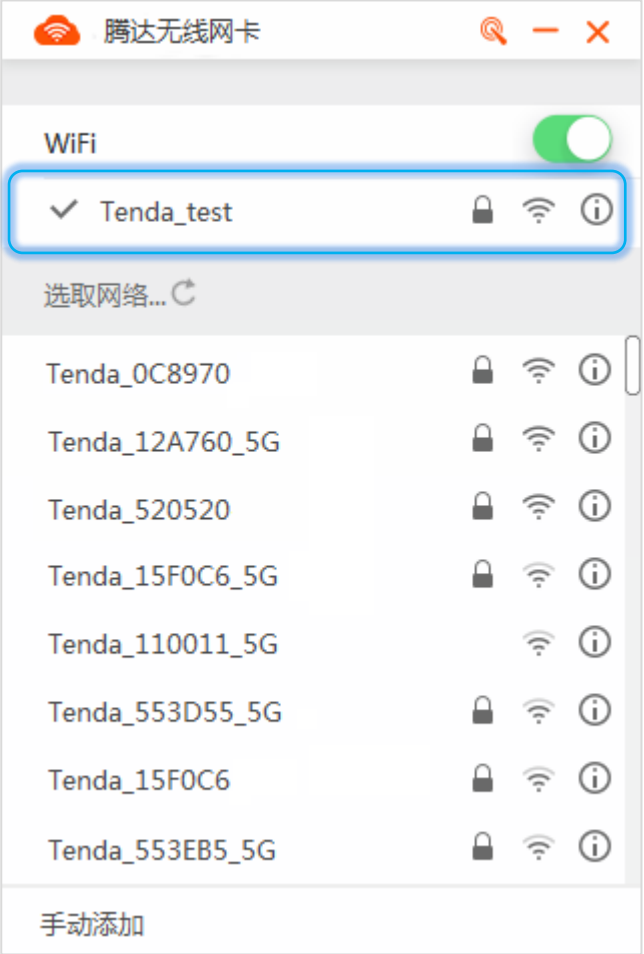 腾达无线网卡
WiFi
Tenda_test
选取网络...
Tenda_0C8970
Tenda_12A760_5G
Tenda_520520
Tenda_15F0C6_5G
Tenda_110011_5G
Tenda_553D55_5G
Tenda_15F0C6
Tenda_553EB5_5G
手动添加